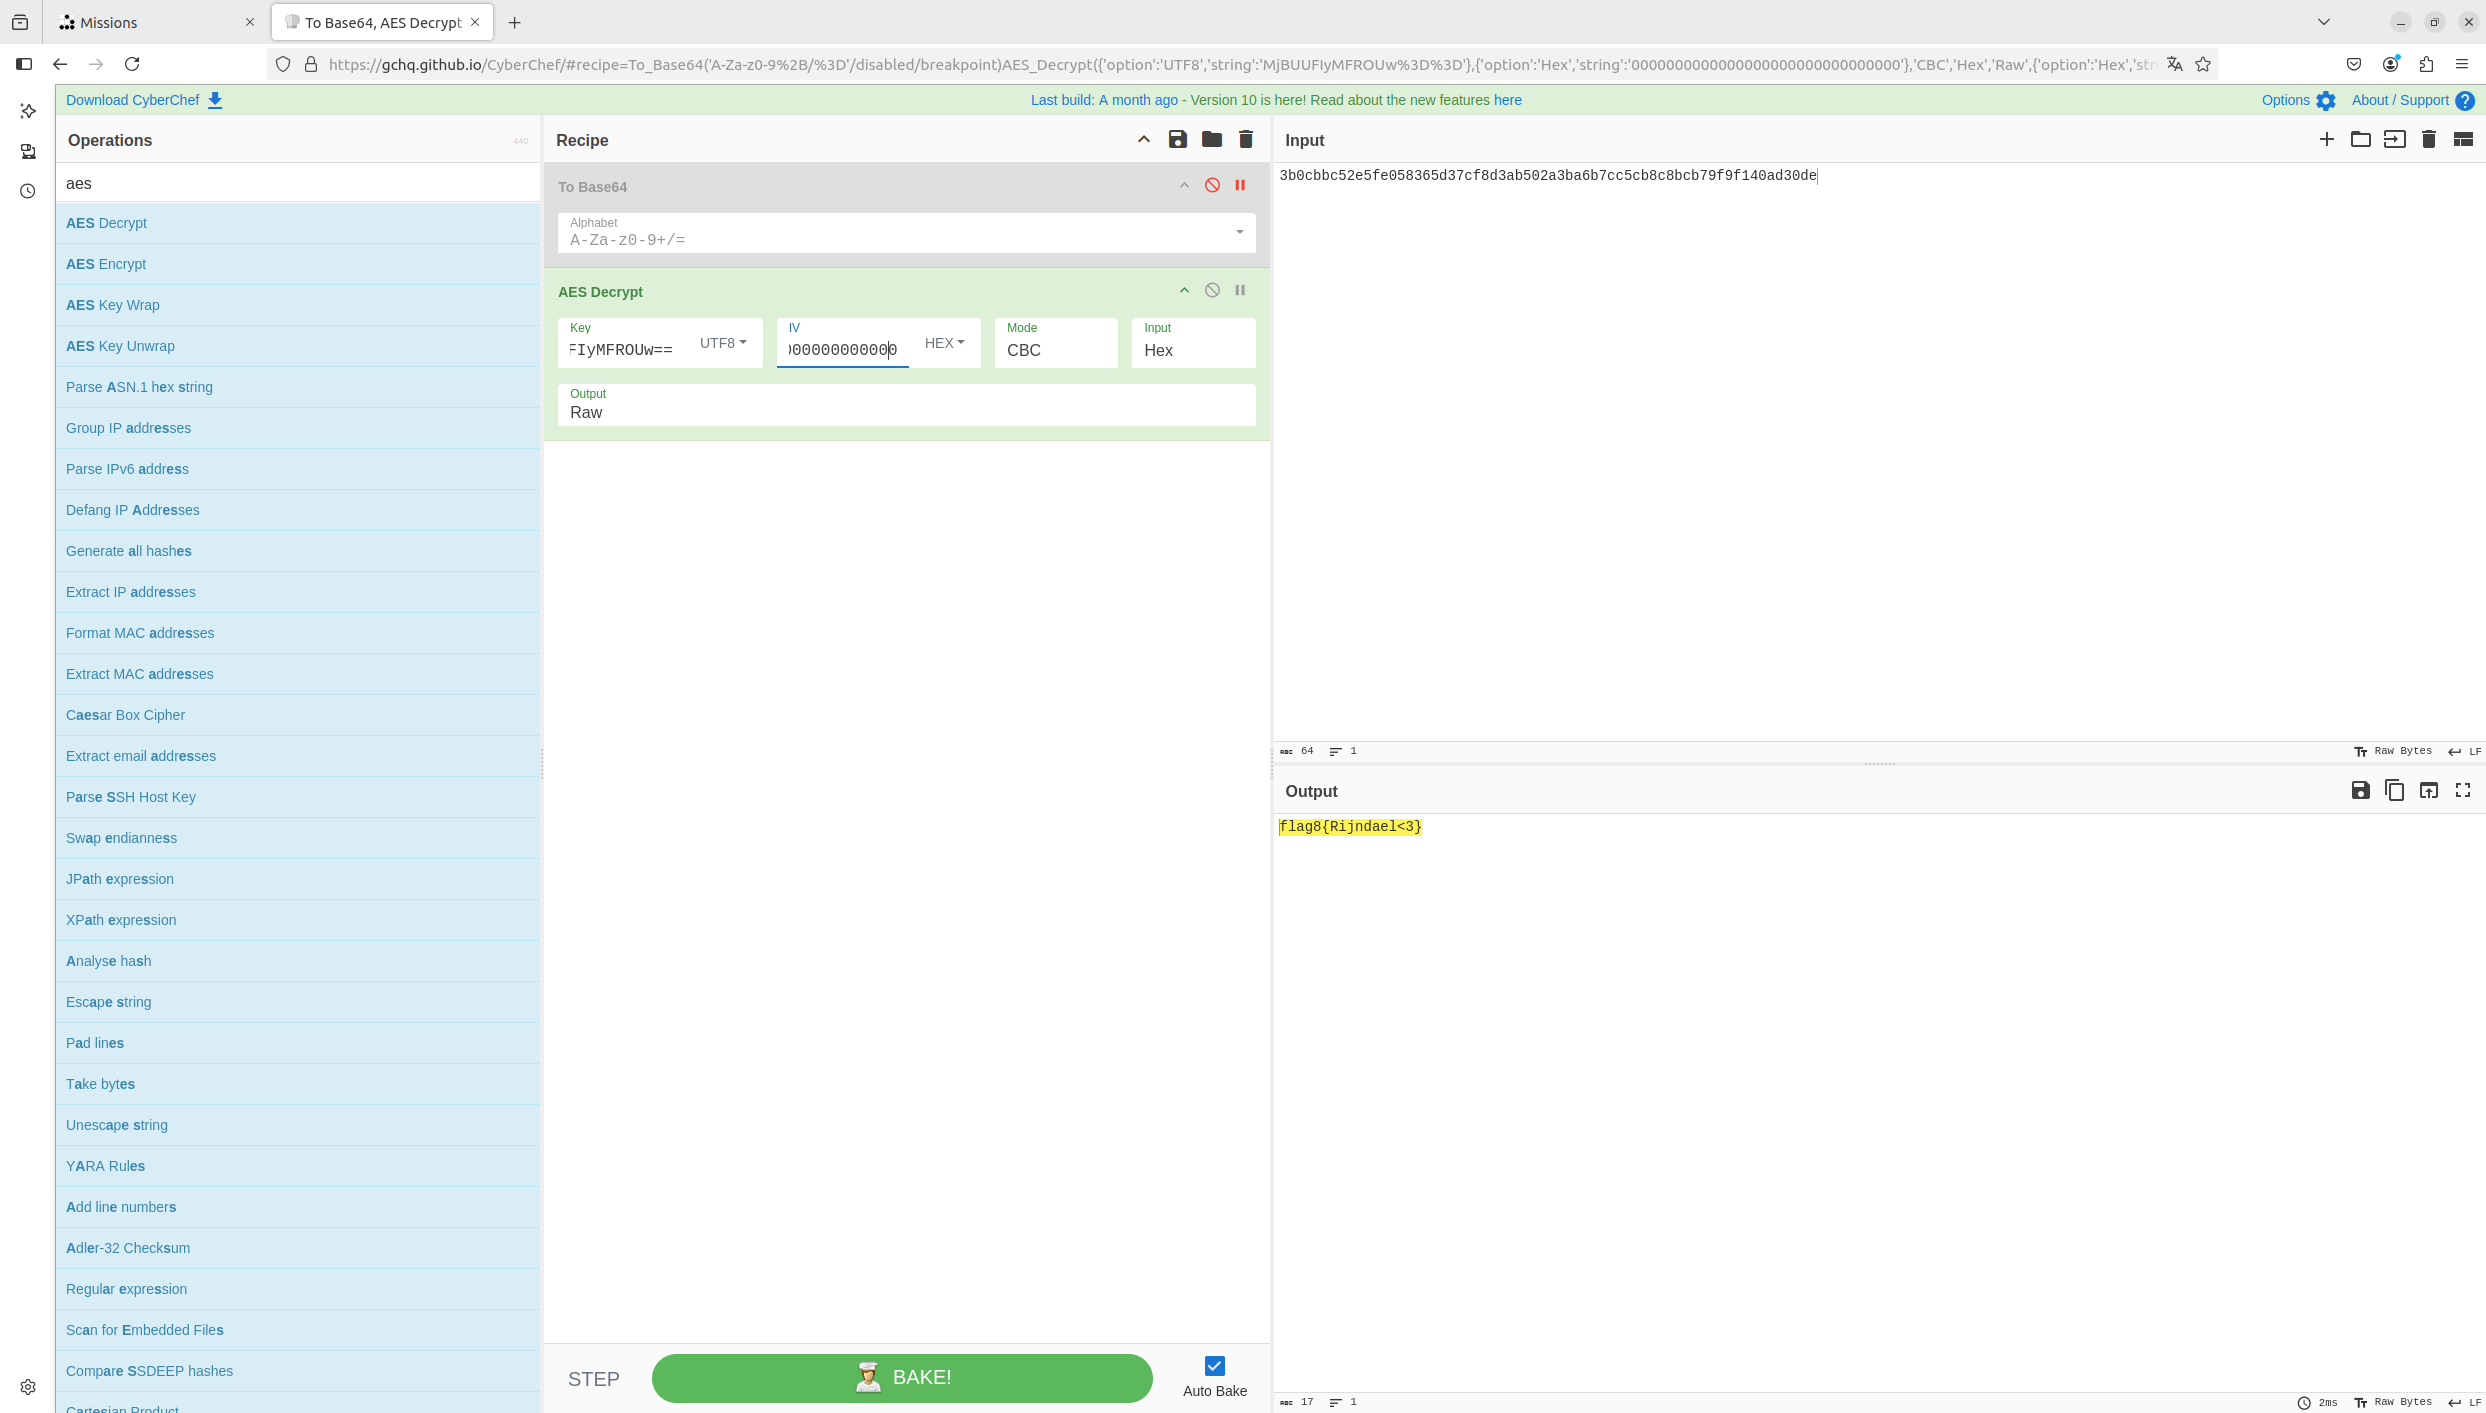 Missions
To Base64, AES Decrypt
https://gchq.github.io/CyberChef/#recipe=To_Base64('A-Za-z0-9%2B/%3D'/disabled/breakpoint)AES_Decrypt({'option':'UTF8','string':'MjBUUFIyMFROUw%3D%3D'},{'option':'Hex','string':'00000000000000000000000000000000'},'CBC','Hex','Raw',{'option':'Hex','stri
Download CyberChef
Last build: A month ago - Version 10 is here! Read about the new features here
Options
About / Support
Operations
440
aes
AES Decrypt
AES Encrypt
AES Key Wrap
AES Key Unwrap
Parse ASN.1 hex string
Group IP addresses
Parse IPv6 address
Defang IP Addresses
Generate all hashes
Extract IP addresses
Format MAC addresses
Extract MAC addresses
Caesar Box Cipher
Extract email addresses
Parse SSH Host Key
Swap endianness
JPath expression
XPath expression
Analyse hash
Escape string
Pad lines
Take bytes
Unescape string
YARA Rules
Add line numbers
Adler-32 Checksum
Regular expression
Scan for Embedded Files
Compare SSDEEP hashes
Cartesian Product
Recipe
To Base64
Alphabet
A-Za-z0-9+/=
AES Decrypt
Key
FIyMFROUw==
UTF8
IV
000000000000
HEX
Mode
CBC
Input
Hex
Output
Raw
STEP
BAKE!
Auto Bake
Input
3b0cbbc52e5fe058365d37cf8d3ab502a3ba6b7cc5cb8c8bcb79f9f140ad30de
64
1
Raw Bytes
LF
Output
flag8{Rijndael<3}
17
1
2ms
Raw Bytes
LF